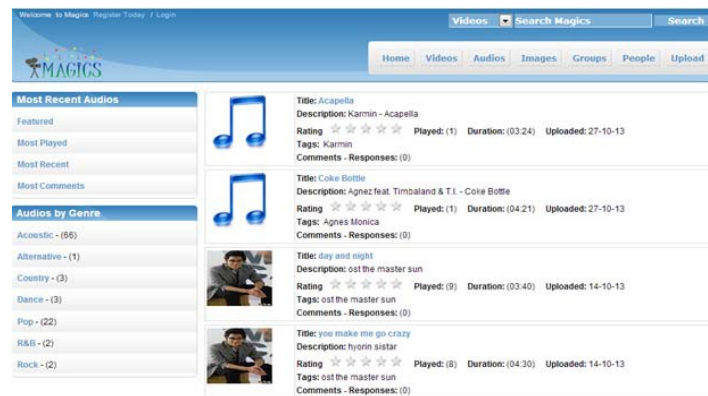 Welcome to Magics Register Today / Login
Videos Search Magics Search
MAGICS
Home Videos Audios Images Groups People Upload
Most Recent Audios
Featured
Most Played
Most Recent
Most Comments
Audios by Genre
Acoustic - (66)
Alternative - (1)
Country - (3)
Dance - (3)
Pop - (22)
R&B - (2)
Rock - (2)
Title: Acapella
Description: Karmin - Acapella
Rating Played: (1) Duration: (03:24) Uploaded: 27-10-13
Tags: Karmin
Comments - Responses: (0)
Title: Coke Bottle
Description: Agnez feat. Timbaland & T.I. - Coke Bottle
Rating Played: (1) Duration: (04:21) Uploaded: 27-10-13
Tags: Agnes Monica
Comments - Responses: (0)
Title: day and night
Description: ost the master sun
Rating Played: (9) Duration: (03:40) Uploaded: 14-10-13
Tags: ost the master sun
Comments - Responses: (0)
Title: you make me go crazy
Description: hyorin sistar
Rating Played: (8) Duration: (04:30) Uploaded: 14-10-13
Tags: ost the master sun
Comments - Responses: (0)